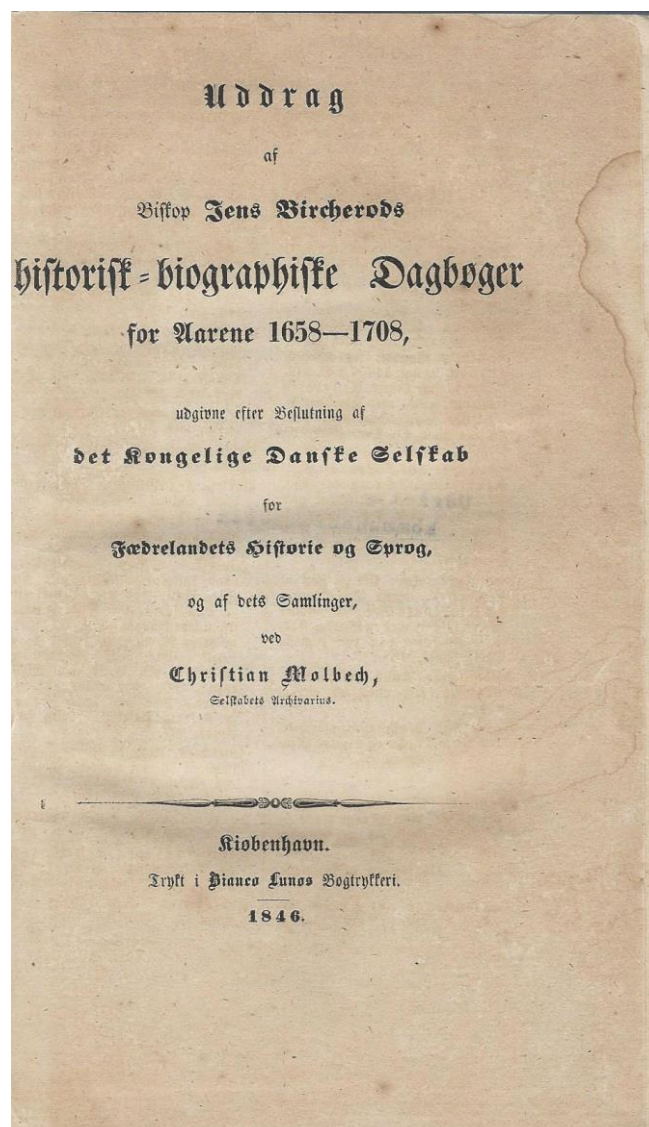 Uddrag
af
Biskop Jens Bircherods
historisk-biographiske Dagbøger
for Aarene 1658—1708,
udgivne efter Beslutning af
det Kongelige Danske Selskab
for
Fædrelandets Historie og Sprog,
og af dets Samlinger,
ved
Christian Molbech,
Selskabets Archivarius.
Kiøbenhavn.
Trykt i Bianco Lunos Bogtrykkeri.
1846.